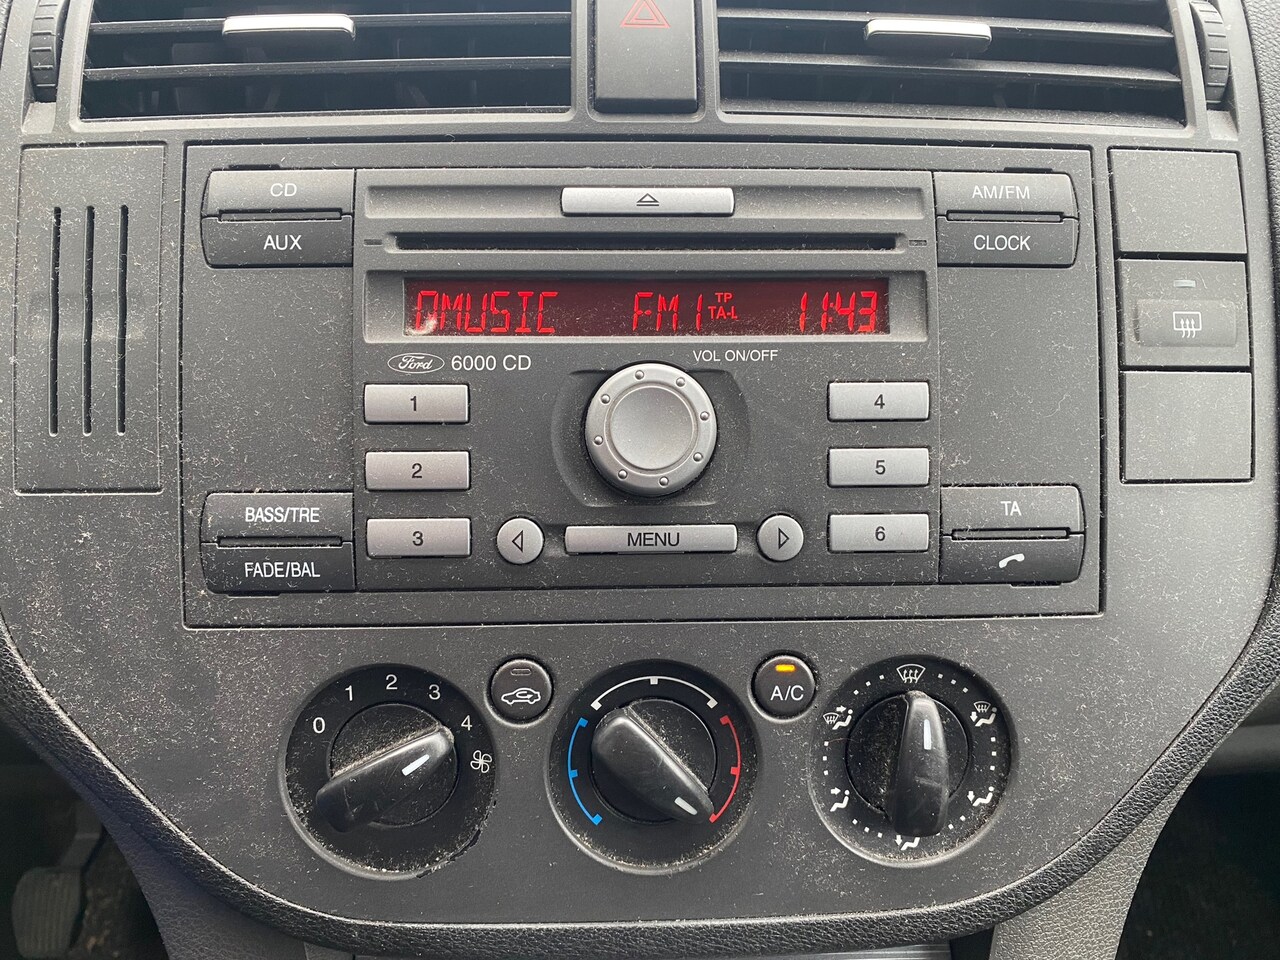 CD
AUX
AM/FM
CLOCK
QMUSIC FM1 TP TA-L 11:43
Ford 6000 CD
VOL ON/OFF
1
2
3
4
5
6
MENU
BASS/TRE
FADE/BAL
TA
0 1 2 3 4
A/C